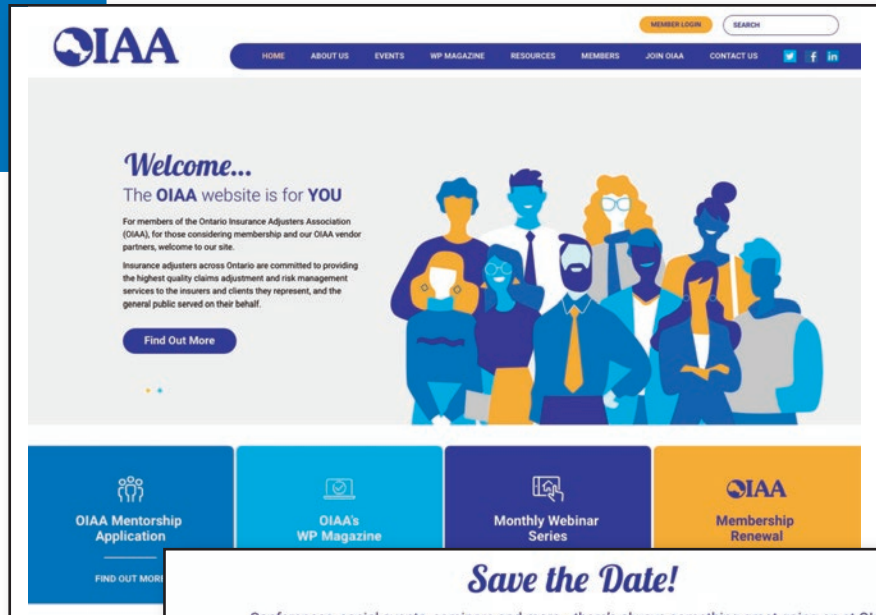 MEMBER LOGIN
SEARCH
OIAA
HOME ABOUT US EVENTS WP MAGAZINE RESOURCES MEMBERS JOIN OIAA CONTACT US
Welcome...
The OIAA website is for YOU
For members of the Ontario Insurance Adjusters Association
(OIAA), for those considering membership and our OIAA vendor
partners, welcome to our site.
Insurance adjusters across Ontario are committed to providing
the highest quality claims adjustment and risk management
services to the insurers and clients they represent, and the
general public served on their behalf.
Find Out More
OIAA Mentorship
Application
FIND OUT MORE
OIAA's
WP Magazine
Monthly Webinar
Series
OIAA
Membership
Renewal
Save the Date!